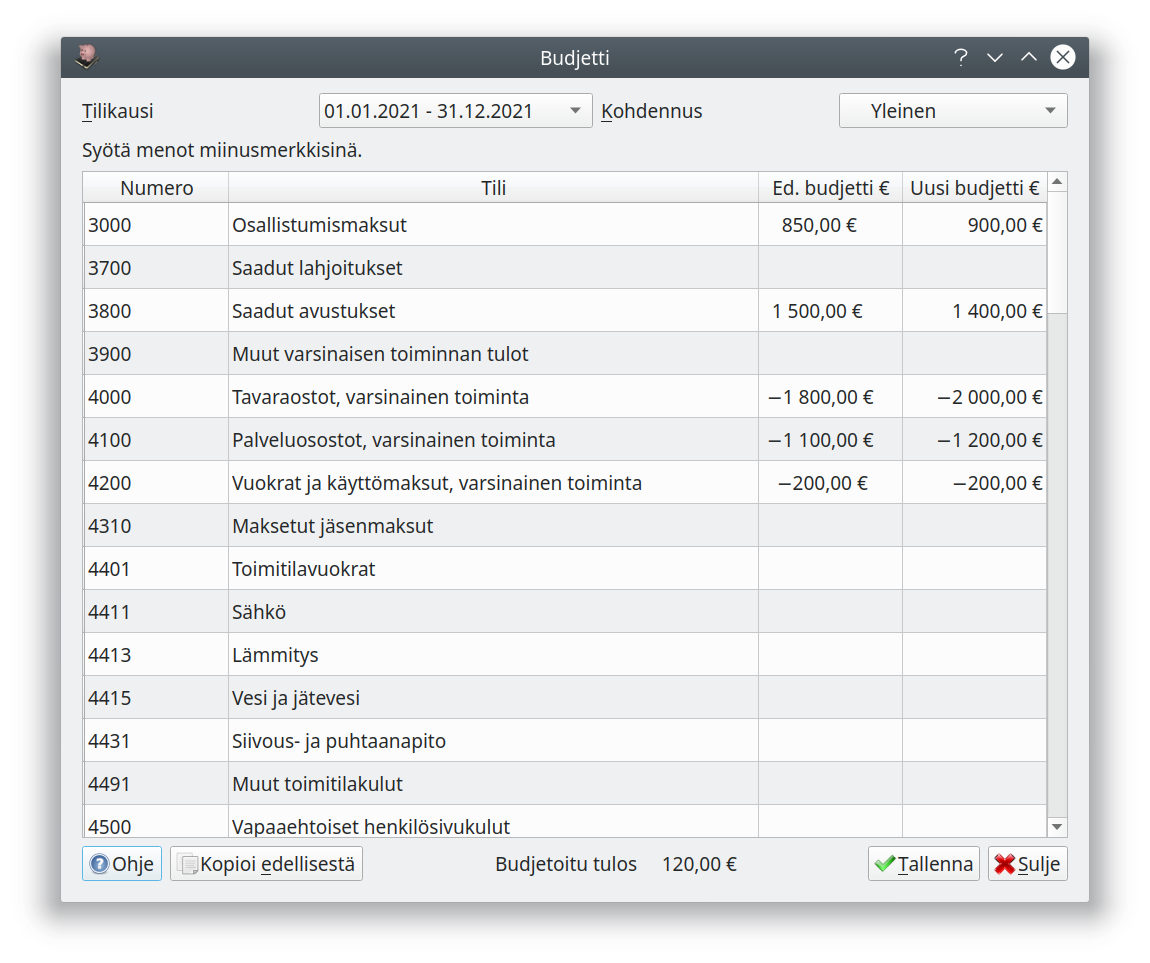 Budjetti
Tilikausi 01.01.2021 - 31.12.2021 Kohdennus Yleinen
Syötä menot miinusmerkkisinä.
Numero Tili Ed. budjetti € Uusi budjetti €
3000 Osallistumismaksut 850,00 € 900,00 €
3700 Saadut lahjoitukset
3800 Saadut avustukset 1 500,00 € 1 400,00 €
3900 Muut varsinaisen toiminnan tulot
4000 Tavaraostot, varsinainen toiminta −1 800,00 € −2 000,00 €
4100 Palveluosostot, varsinainen toiminta −1 100,00 € −1 200,00 €
4200 Vuokrat ja käyttömaksut, varsinainen toiminta −200,00 € −200,00 €
4310 Maksetut jäsenmaksut
4401 Toimitilavuokrat
4411 Sähkö
4413 Lämmitys
4415 Vesi ja jätevesi
4431 Siivous- ja puhtaanapito
4491 Muut toimitilakulut
4500 Vapaaehtoiset henkilösivukulut
Ohje Kopioi edellisestä Budjetoitu tulos 120,00 € Tallenna Sulje